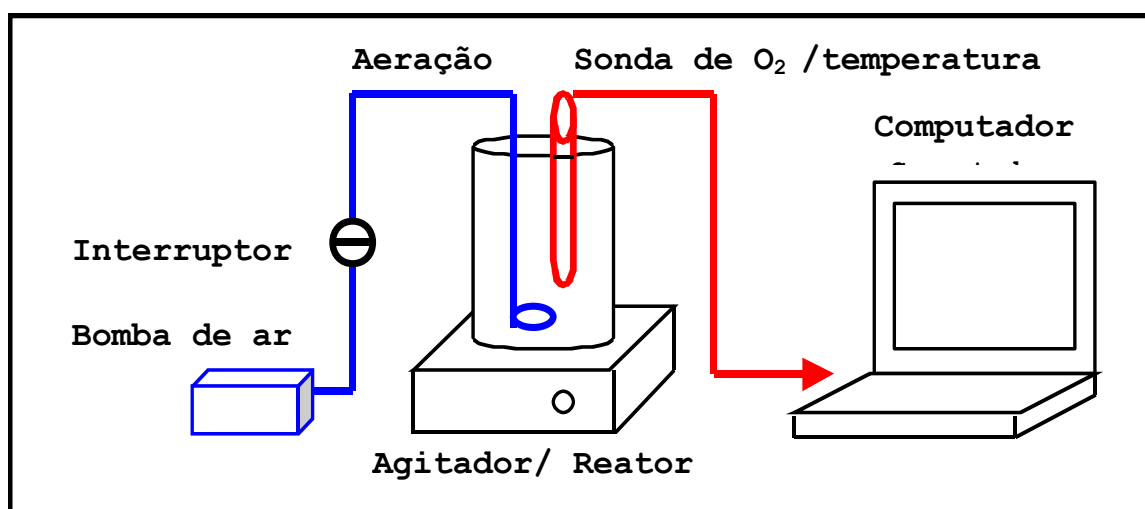 Aeração
Sonda de O₂ /temperatura
Computador
Interruptor
Bomba de ar
Agitador/ Reator